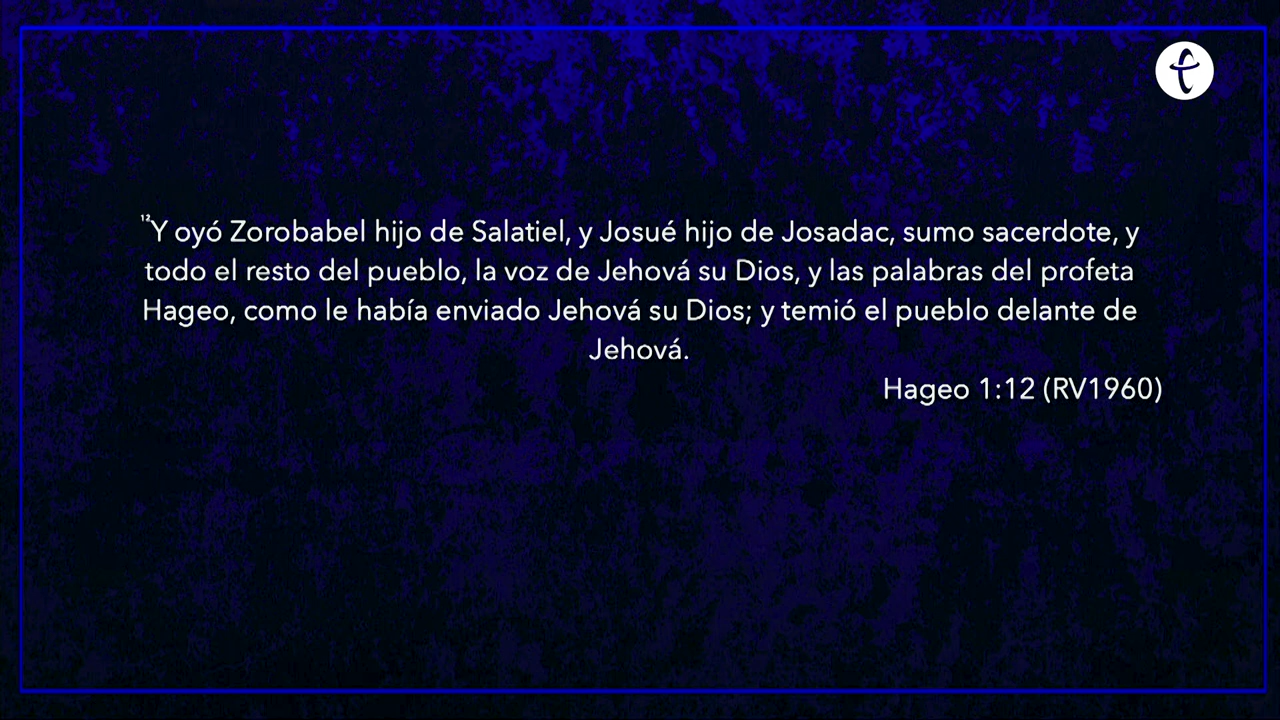 ¹²Y oyó Zorobabel hijo de Salatiel, y Josué hijo de Josadac, sumo sacerdote, y
todo el resto del pueblo, la voz de Jehová su Dios, y las palabras del profeta
Hageo, como le había enviado Jehová su Dios; y temió el pueblo delante de
Jehová.
Hageo 1:12 (RV1960)